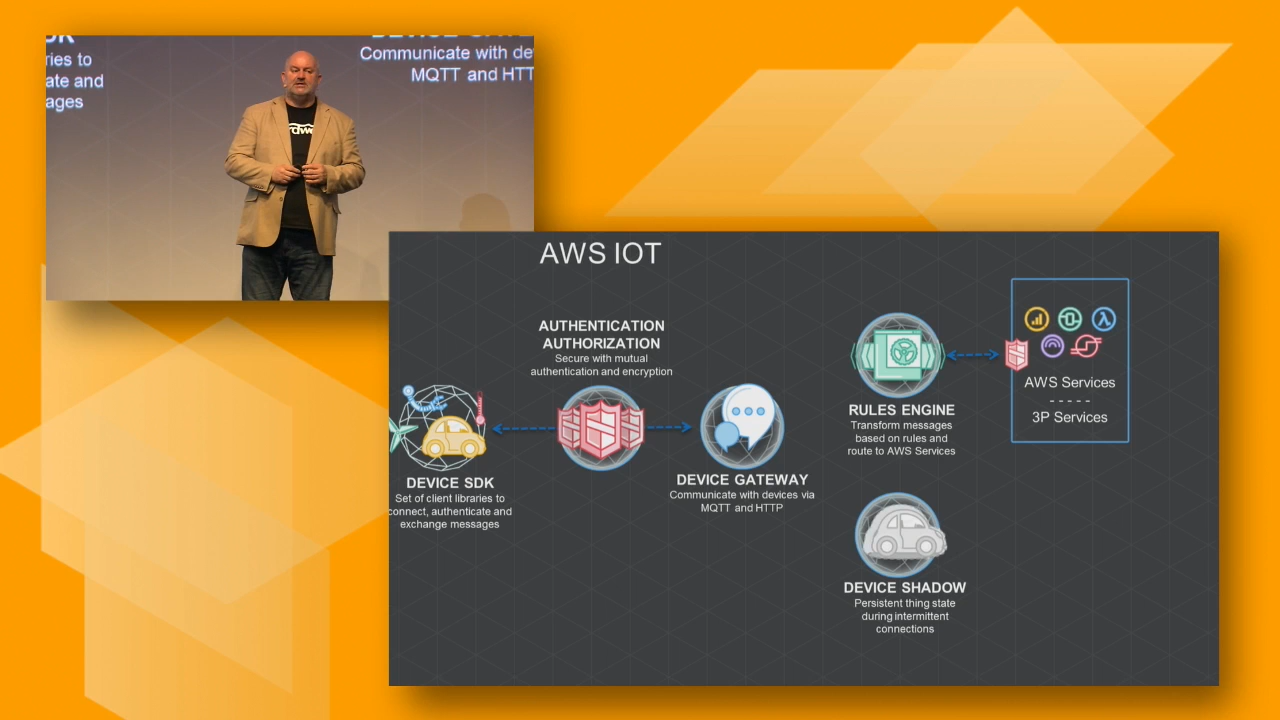 ries to
ate and
ages
Communicate with de
MQTT and HTT
AWS IOT
AUTHENTICATION
AUTHORIZATION
Secure with mutual
authentication and encryption
DEVICE SDK
Set of client libraries to
connect, authenticate and
exchange messages
DEVICE GATEWAY
Communicate with devices via
MQTT and HTTP
RULES ENGINE
Transform messages
based on rules and
route to AWS Services
AWS Services
3P Services
DEVICE SHADOW
Persistent thing state
during intermittent
connections